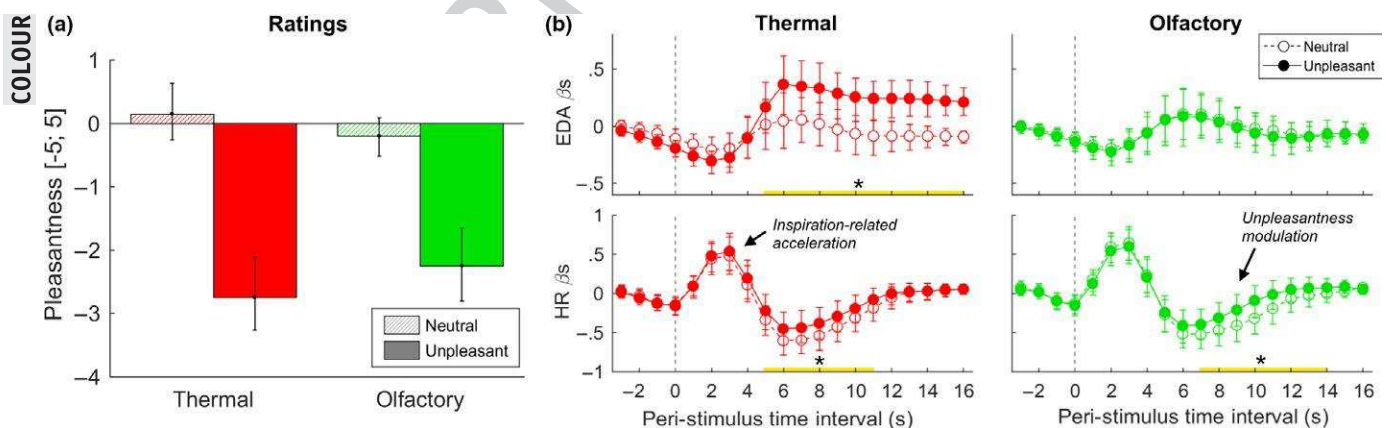 COLOUR
(a)
Ratings
Pleasantness [-5; 5]
1
0
−1
−2
−3
−4
Neutral
Unpleasant
Thermal
Olfactory
(b)
Thermal
Olfactory
Neutral
Unpleasant
EDA βs
.5
0
−.5
*
HR βs
1
.5
0
−.5
−1
Inspiration-related
acceleration
*
Unpleasantness
modulation
*
−2 0 2 4 6 8 10 12 14 16
Peri-stimulus time interval (s)
−2 0 2 4 6 8 10 12 14 16
Peri-stimulus time interval (s)